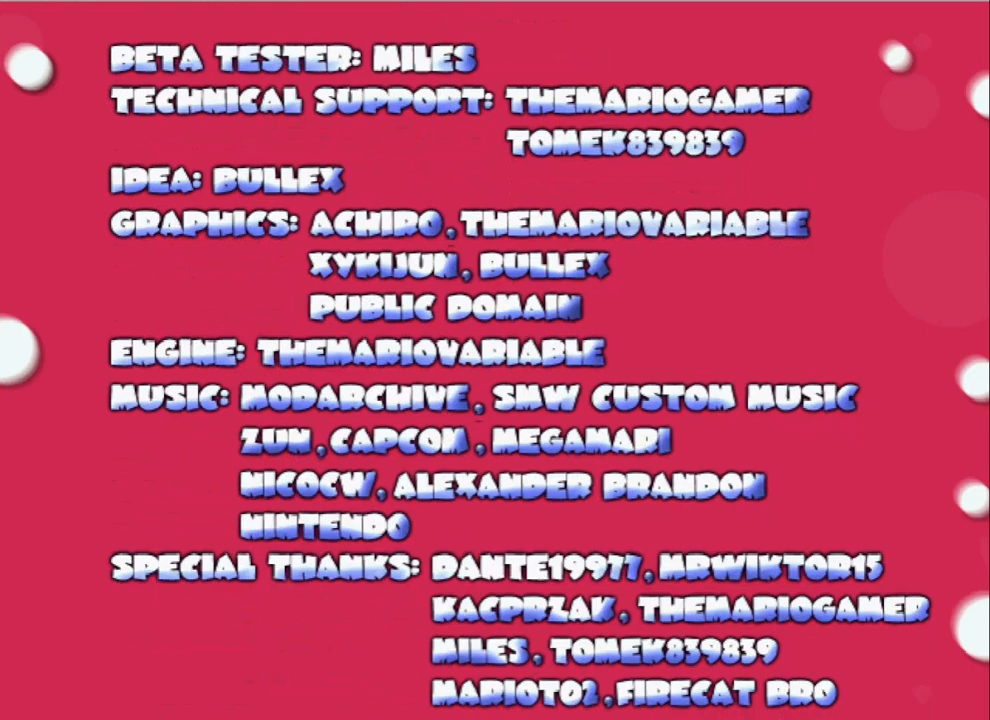 BETA TESTER: MILES
TECHNICAL SUPPORT: THEMARIOGAMER
TOMEK839839
IDEA: BULLEX
GRAPHICS: ACHIRO, THEMARIOVARIABLE
XYKIJUN, BULLEX
PUBLIC DOMAIN
ENGINE: THEMARIOVARIABLE
MUSIC: MODARCHIVE, SMW CUSTOM MUSIC
ZUN, CAPCOM, MEGAMARI
NICOCW, ALEXANDER BRANDON
NINTENDO
SPECIAL THANKS: DANTE19977, MRWIKTOR15
KACPRZAK, THEMARIOGAMER
MILES, TOMEK839839
MARIOTO2, FIRECAT BRO